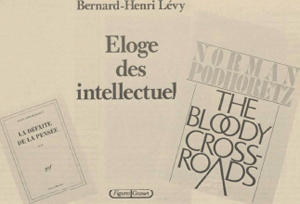 Bernard-Henri Lévy
Eloge
des
intellectuel
LA DÉFAITE
DE LA PENSÉE
nrf
Figures Grasset
NORMAN
PODHORETZ
THE
BLOODY
CROSS-
ROADS